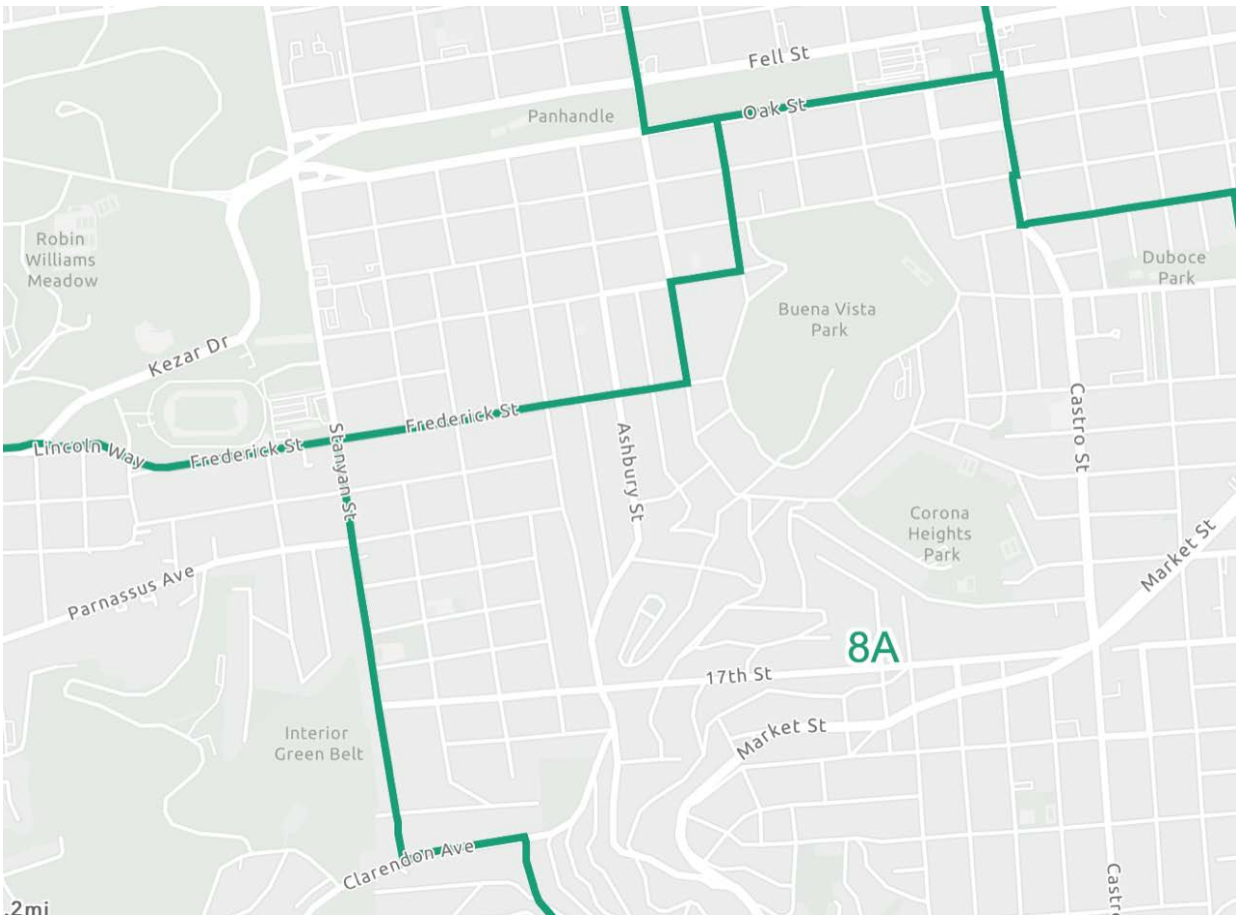 Fell St
Oak St
Panhandle
Robin
Williams
Meadow
Duboce
Park
Buena Vista
Park
Kezar Dr
Castro St
Frederick St
Lincoln Way
Frederick St
Stanyan St
Ashbury St
Corona
Heights
Park
Market St
Parnassus Ave
8A
17th St
Market St
Interior
Green Belt
Clarendon Ave
Castro
.2mi